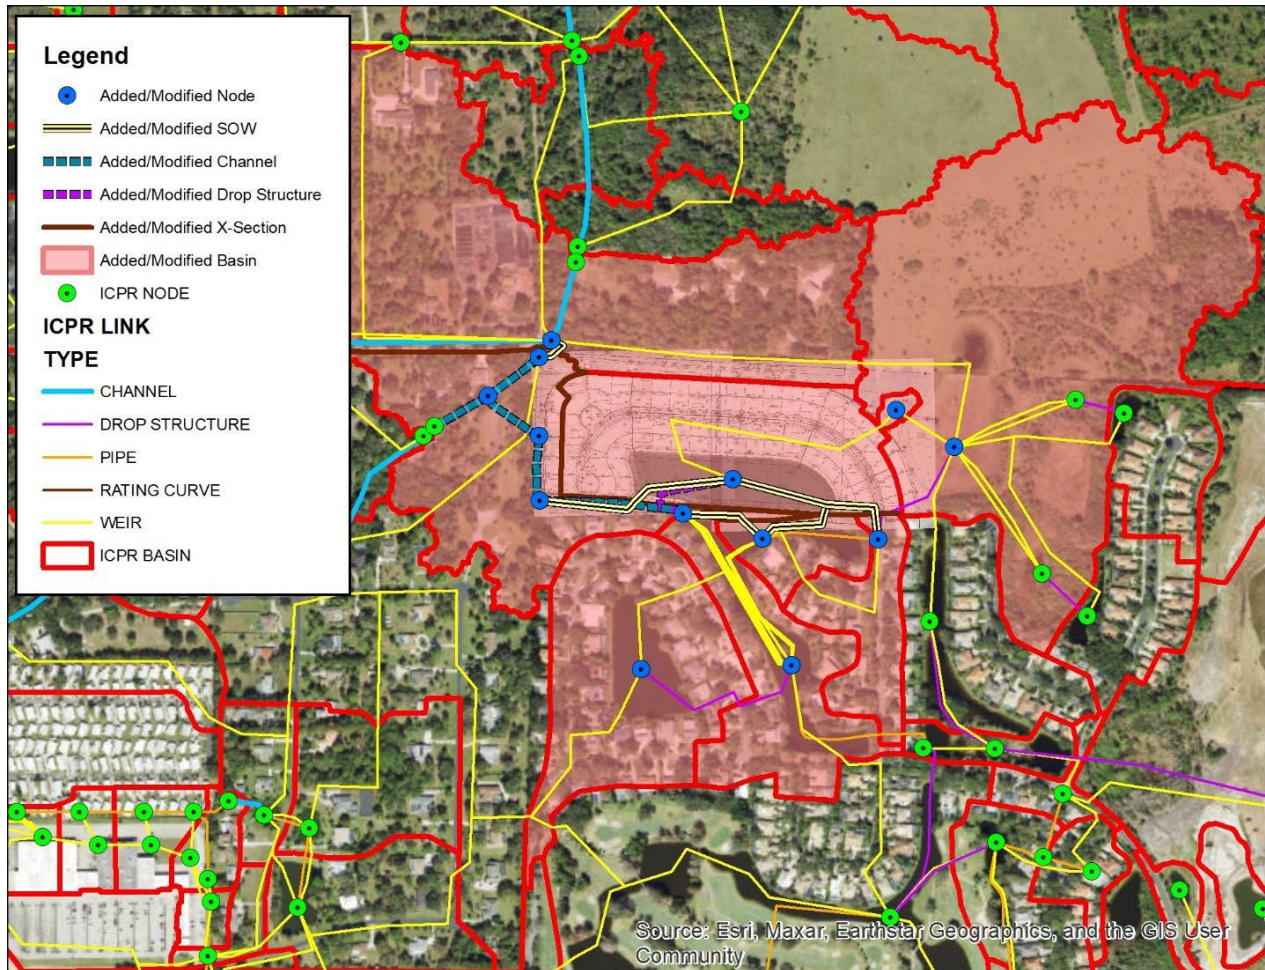 Legend
Added/Modified Node
Added/Modified SOW
Added/Modified Channel
Added/Modified Drop Structure
Added/Modified X-Section
Added/Modified Basin
ICPR NODE
ICPR LINK
TYPE
CHANNEL
DROP STRUCTURE
PIPE
RATING CURVE
WEIR
ICPR BASIN
Source: Esri, Maxar, Earthstar Geographics, and the GIS User
Community